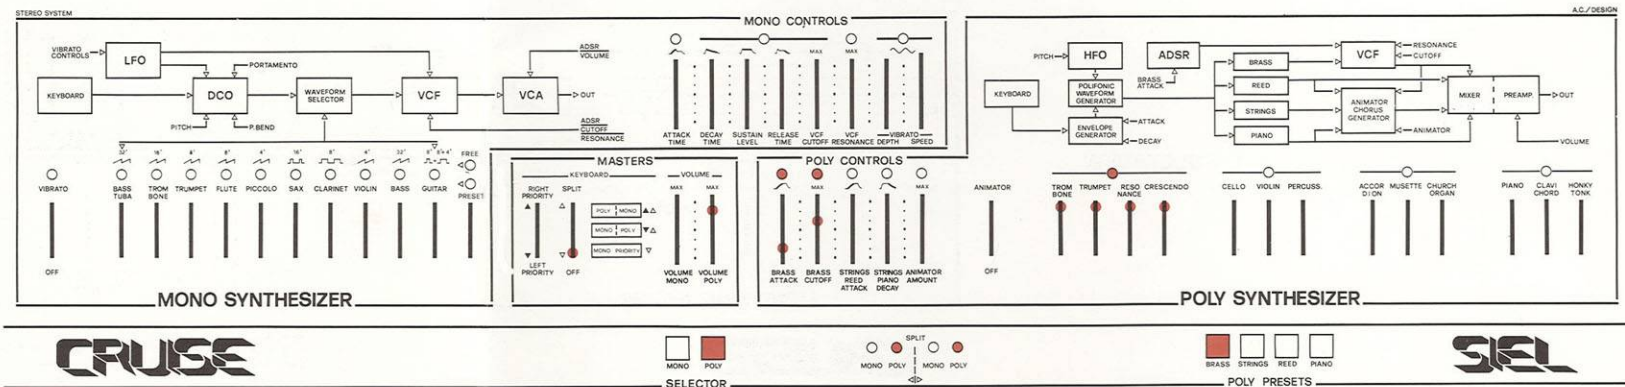 STEREO SYSTEM
A.C./DESIGN
MONO CONTROLS
VIBRATO
CONTROLS
LFO
PORTAMENTO
KEYBOARD
DCO
WAVEFORM
SELECTOR
VCF
VCA
ADSR
VOLUME
OUT
PITCH
P.BEND
ADSR
CUTOFF
RESONANCE
32' 16' 8' 8' 4' 16' 8' 4' 32'
FREE
VIBRATO
BASS
TUBA
TROM
BONE
TRUMPET
FLUTE
PICCOLO
SAX
CLARINET
VIOLIN
BASS
GUITAR
PRESET
OFF
MONO SYNTHESIZER
MAX MAX
ATTACK
TIME
DECAY
TIME
SUSTAIN
LEVEL
RELEASE
TIME
VCF
CUTOFF
VCF
RESONANCE
VIBRATO
DEPTH SPEED
MASTERS
KEYBOARD
VOLUME
RIGHT
PRIORITY
SPLIT
MAX MAX
POLY MONO
MONO POLY
MONO PRIORITY
LEFT
PRIORITY
OFF
VOLUME
MONO
VOLUME
POLY
POLY CONTROLS
MAX MAX
BRASS
ATTACK
BRASS
CUTOFF
STRINGS
REED
ATTACK
STRINGS
PIANO
DECAY
ANIMATOR
AMOUNT
PITCH
HFO
ADSR
KEYBOARD
POLIFONIC
WAVEFORM
GENERATOR
BRASS
ATTACK
ENVELOPE
GENERATOR
ATTACK
DECAY
BRASS
REED
STRINGS
PIANO
VCF
RESONANCE
CUTOFF
ANIMATOR
CHORUS
GENERATOR
MIXER
PREAMP.
OUT
ANIMATOR
VOLUME
ANIMATOR
OFF
TROM
BONE
TRUMPET
RESO
NANCE
CRESCENDO
CELLO
VIOLIN
PERCUSS.
ACCOR
DION
MUSETTE
CHURCH
ORGAN
PIANO
CLAVI
CHORD
HONKY
TONK
POLY SYNTHESIZER
CRUISE
MONO POLY
SELECTOR
SPLIT
MONO POLY MONO POLY
BRASS STRINGS REED PIANO
POLY PRESETS
SIEL